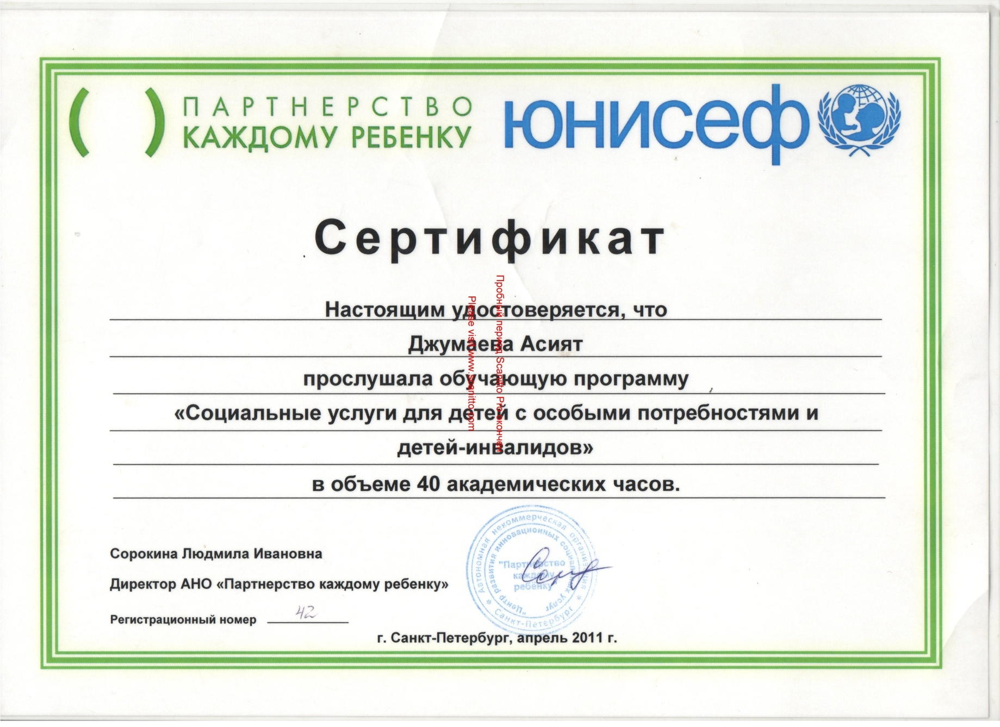 ПАРТНЕРСТВО
КАЖДОМУ РЕБЕНКУ
юнисеф
Сертификат
Настоящим удостоверяется, что
Джумаева Асият
прослушала обучающую программу
«Социальные услуги для детей с особыми потребностями и
детей-инвалидов»
в объеме 40 академических часов.
Пробный период Scanitto Pro окончен
Please visit www.scanitto.com
Сорокина Людмила Ивановна
Директор АНО «Партнерство каждому ребенку»
Регистрационный номер 42
Автономная некоммерческая организация
* Санкт-Петербург *
"Центр развития инновационных социальных услуг
"Партнерство
каждому
ребенку"
г. Санкт-Петербург, апрель 2011 г.